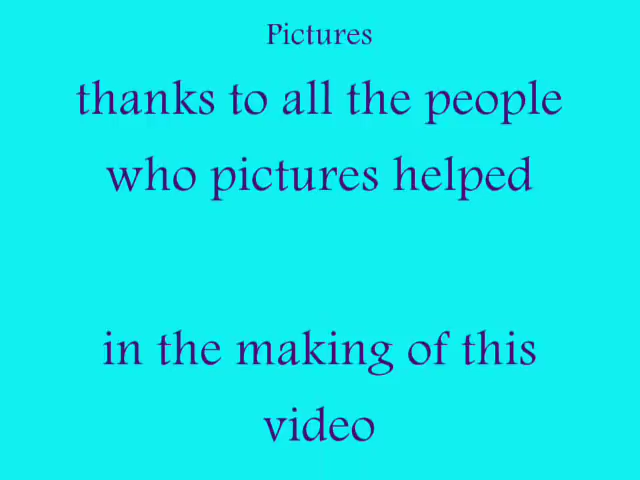 Pictures
thanks to all the people
who pictures helped
in the making of this
video